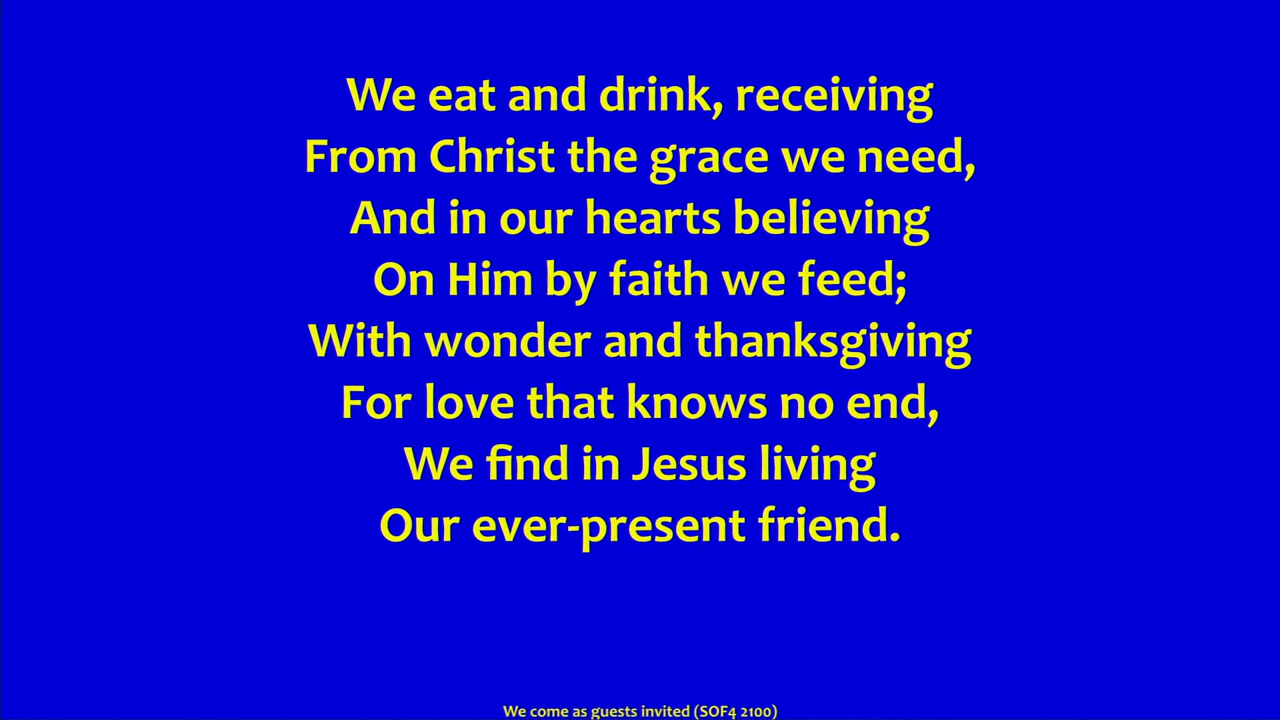 We eat and drink, receiving
From Christ the grace we need,
And in our hearts believing
On Him by faith we feed;
With wonder and thanksgiving
For love that knows no end,
We find in Jesus living
Our ever-present friend.
We come as guests invited (SOF4 2100)